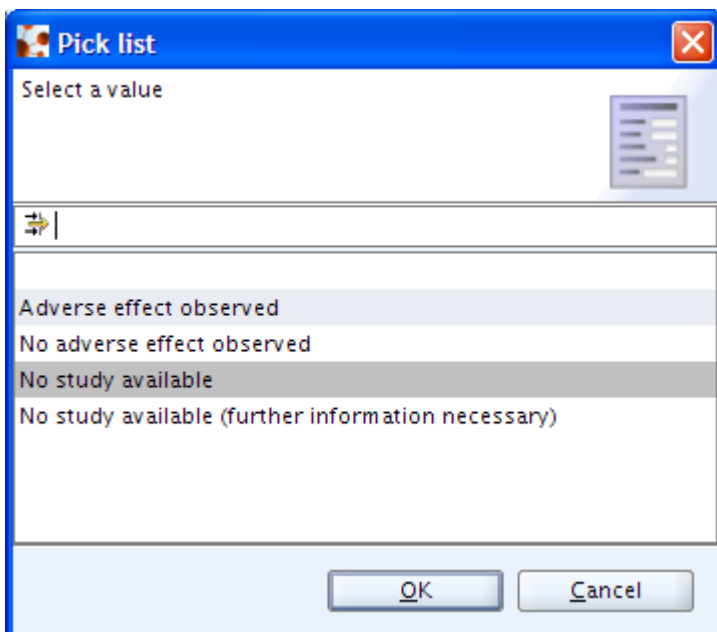 Pick list
Select a value
Adverse effect observed
No adverse effect observed
No study available
No study available (further information necessary)
OK
Cancel